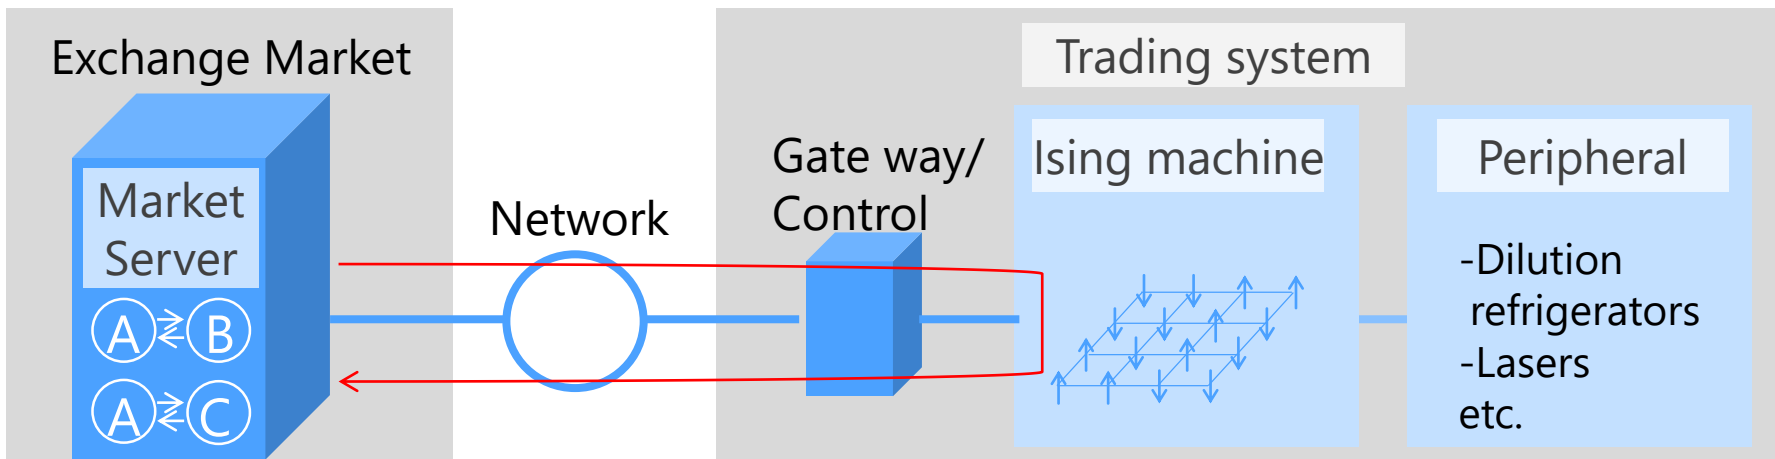 Exchange Market
Market
Server
A B
A C
Network
Trading system
Gate way/
Control
Ising machine
Peripheral
-Dilution
refrigerators
-Lasers
etc.